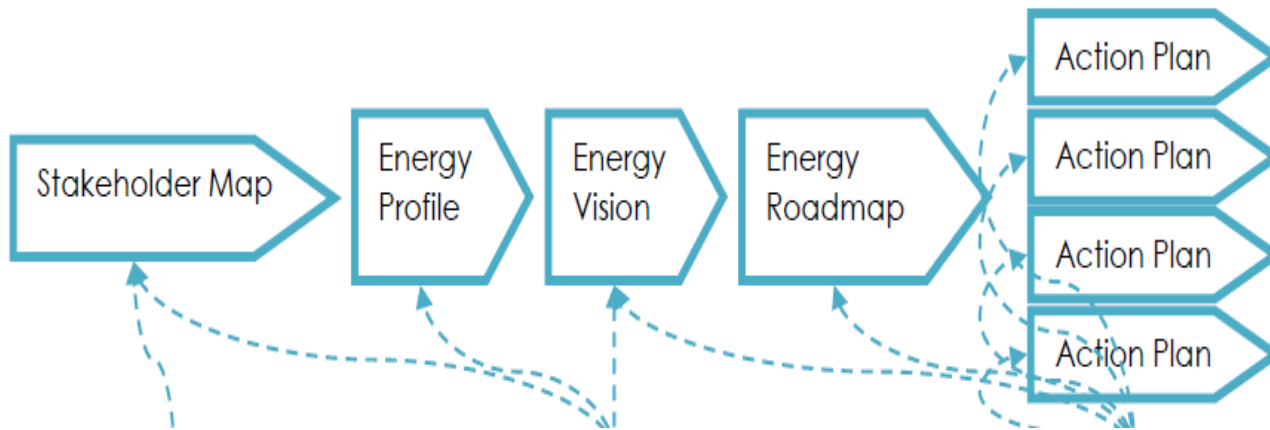 Stakeholder Map
Energy
Profile
Energy
Vision
Energy
Roadmap
Action Plan
Action Plan
Action Plan
Action Plan